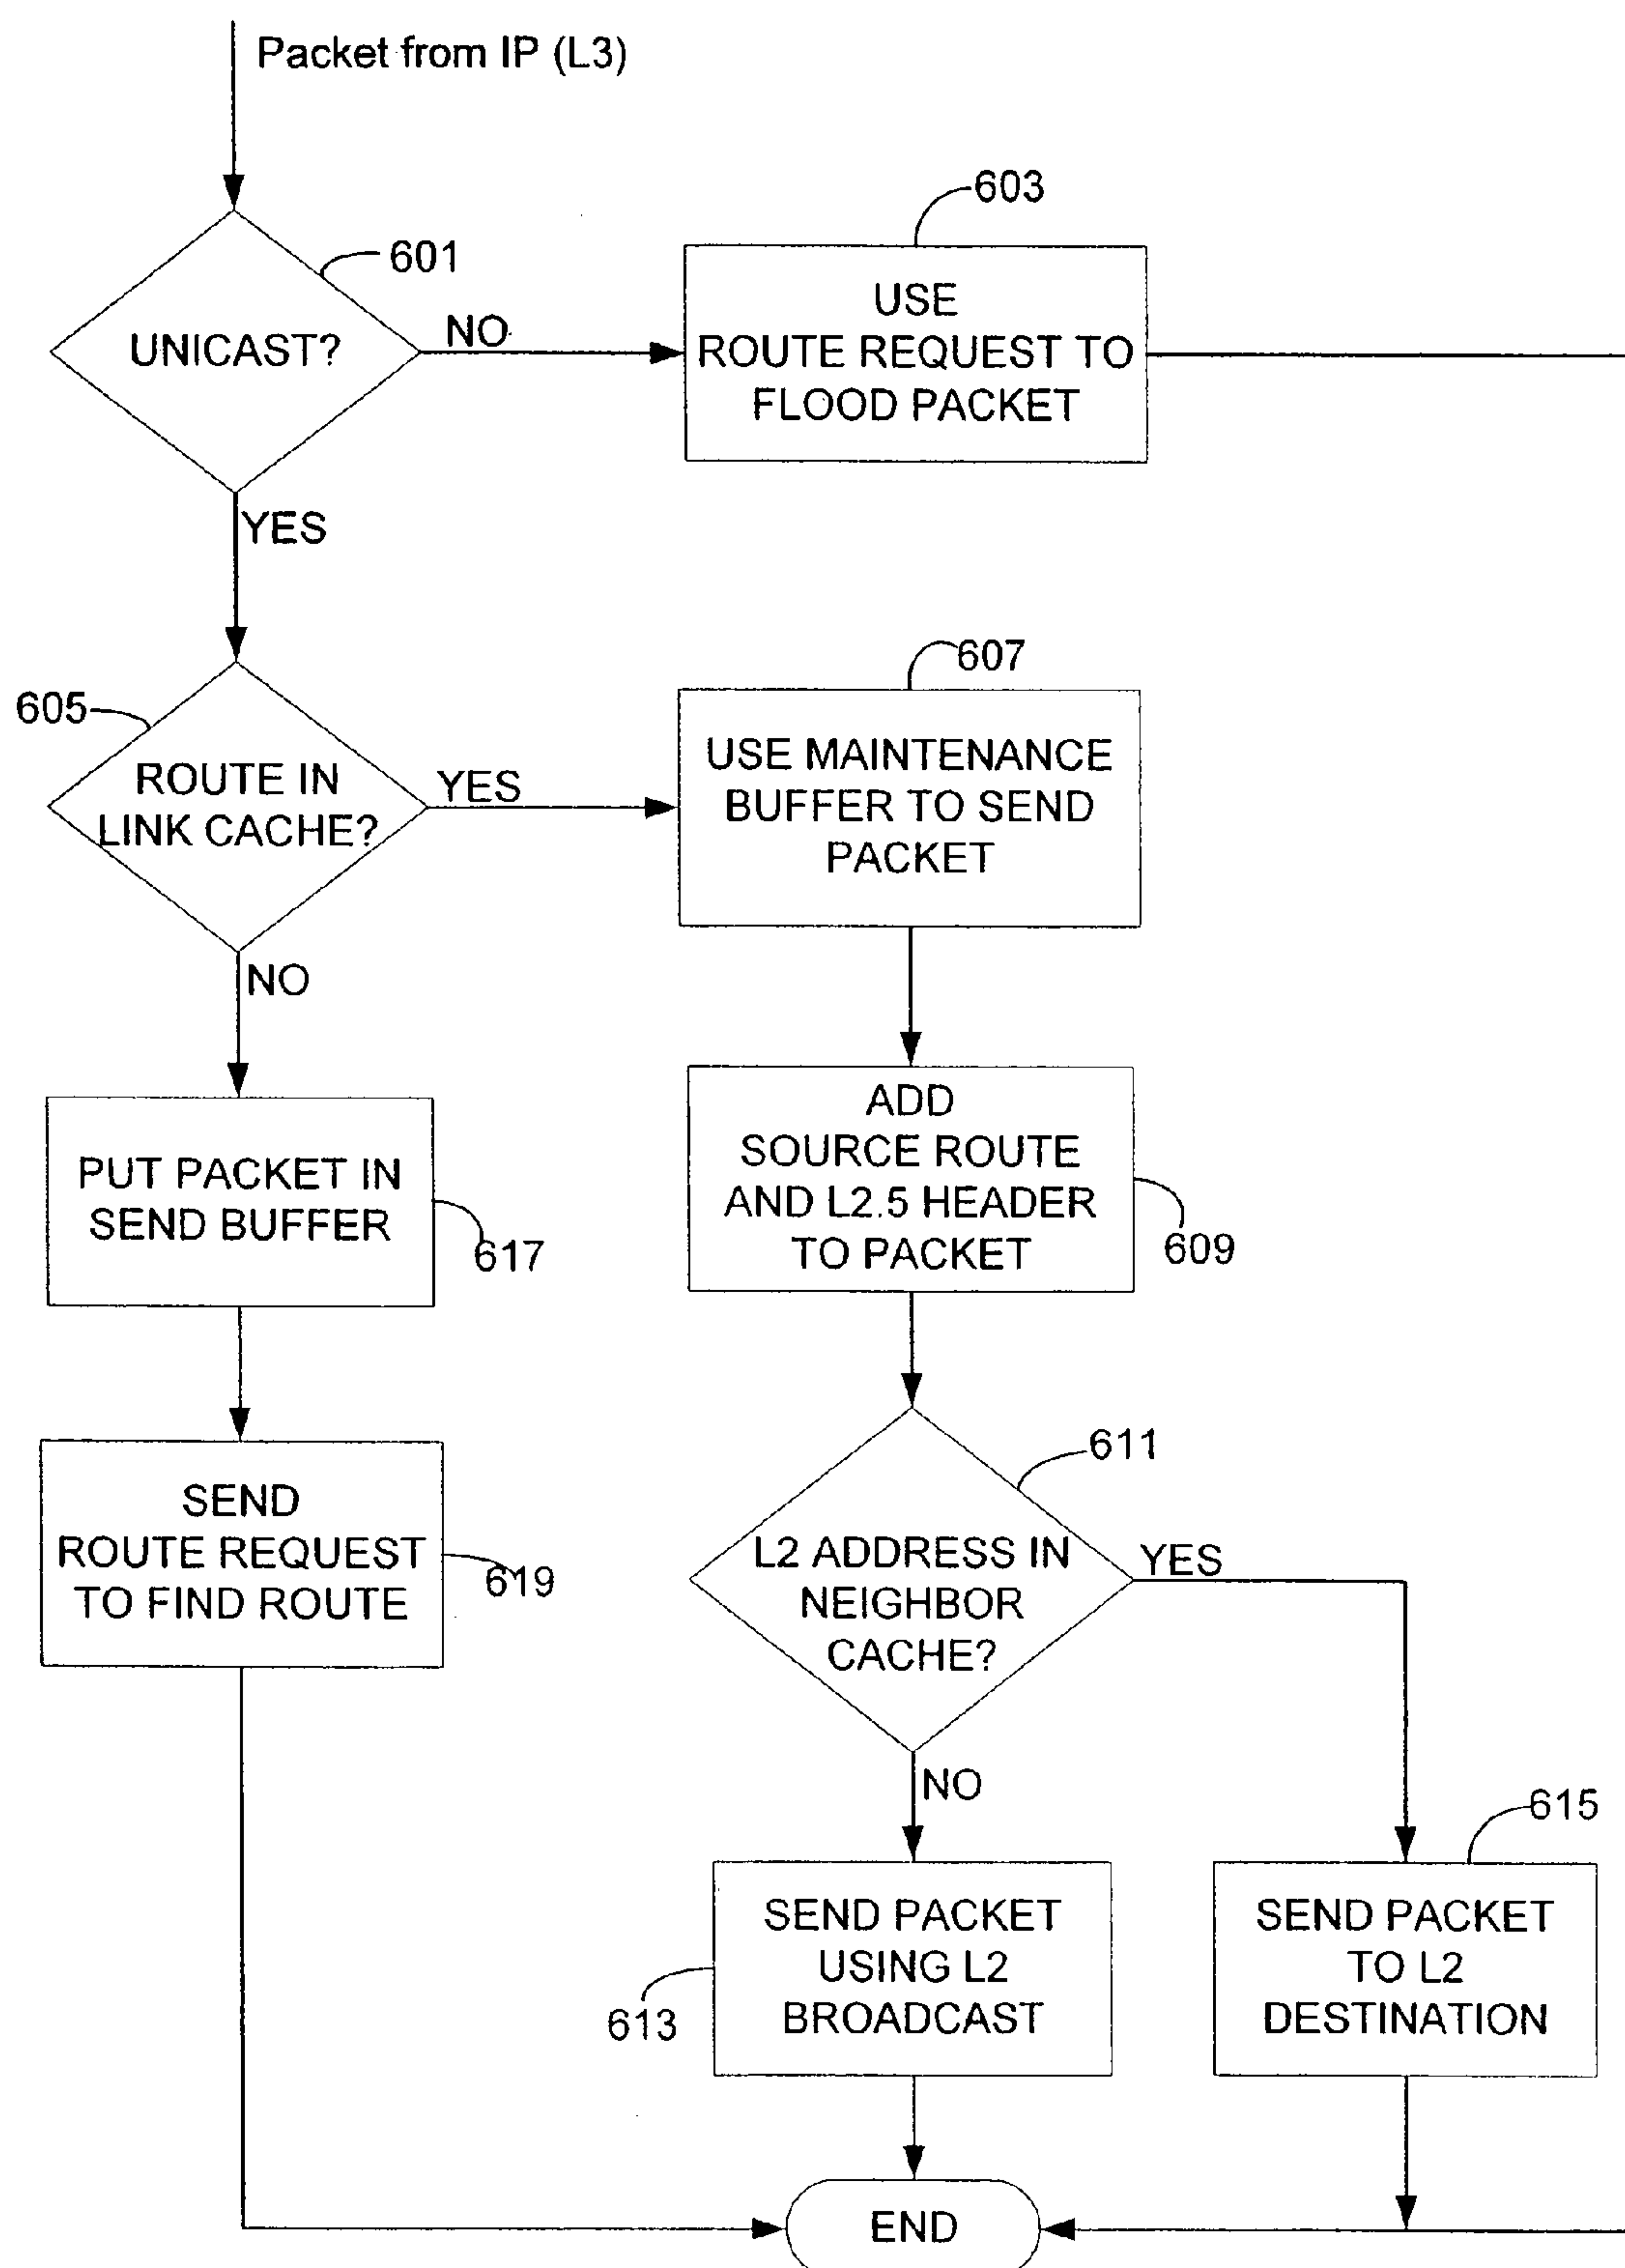 Packet from IP (L3)
603
601
UNICAST?
NO
USE
ROUTE REQUEST TO
FLOOD PACKET
YES
607
605
ROUTE IN
LINK CACHE?
YES
USE MAINTENANCE
BUFFER TO SEND
PACKET
NO
PUT PACKET IN
SEND BUFFER
617
ADD
SOURCE ROUTE
AND L2.5 HEADER
TO PACKET
609
SEND
ROUTE REQUEST
TO FIND ROUTE
619
611
L2 ADDRESS IN
NEIGHBOR
CACHE?
YES
NO
615
SEND PACKET
USING L2
BROADCAST
613
SEND PACKET
TO L2
DESTINATION
END